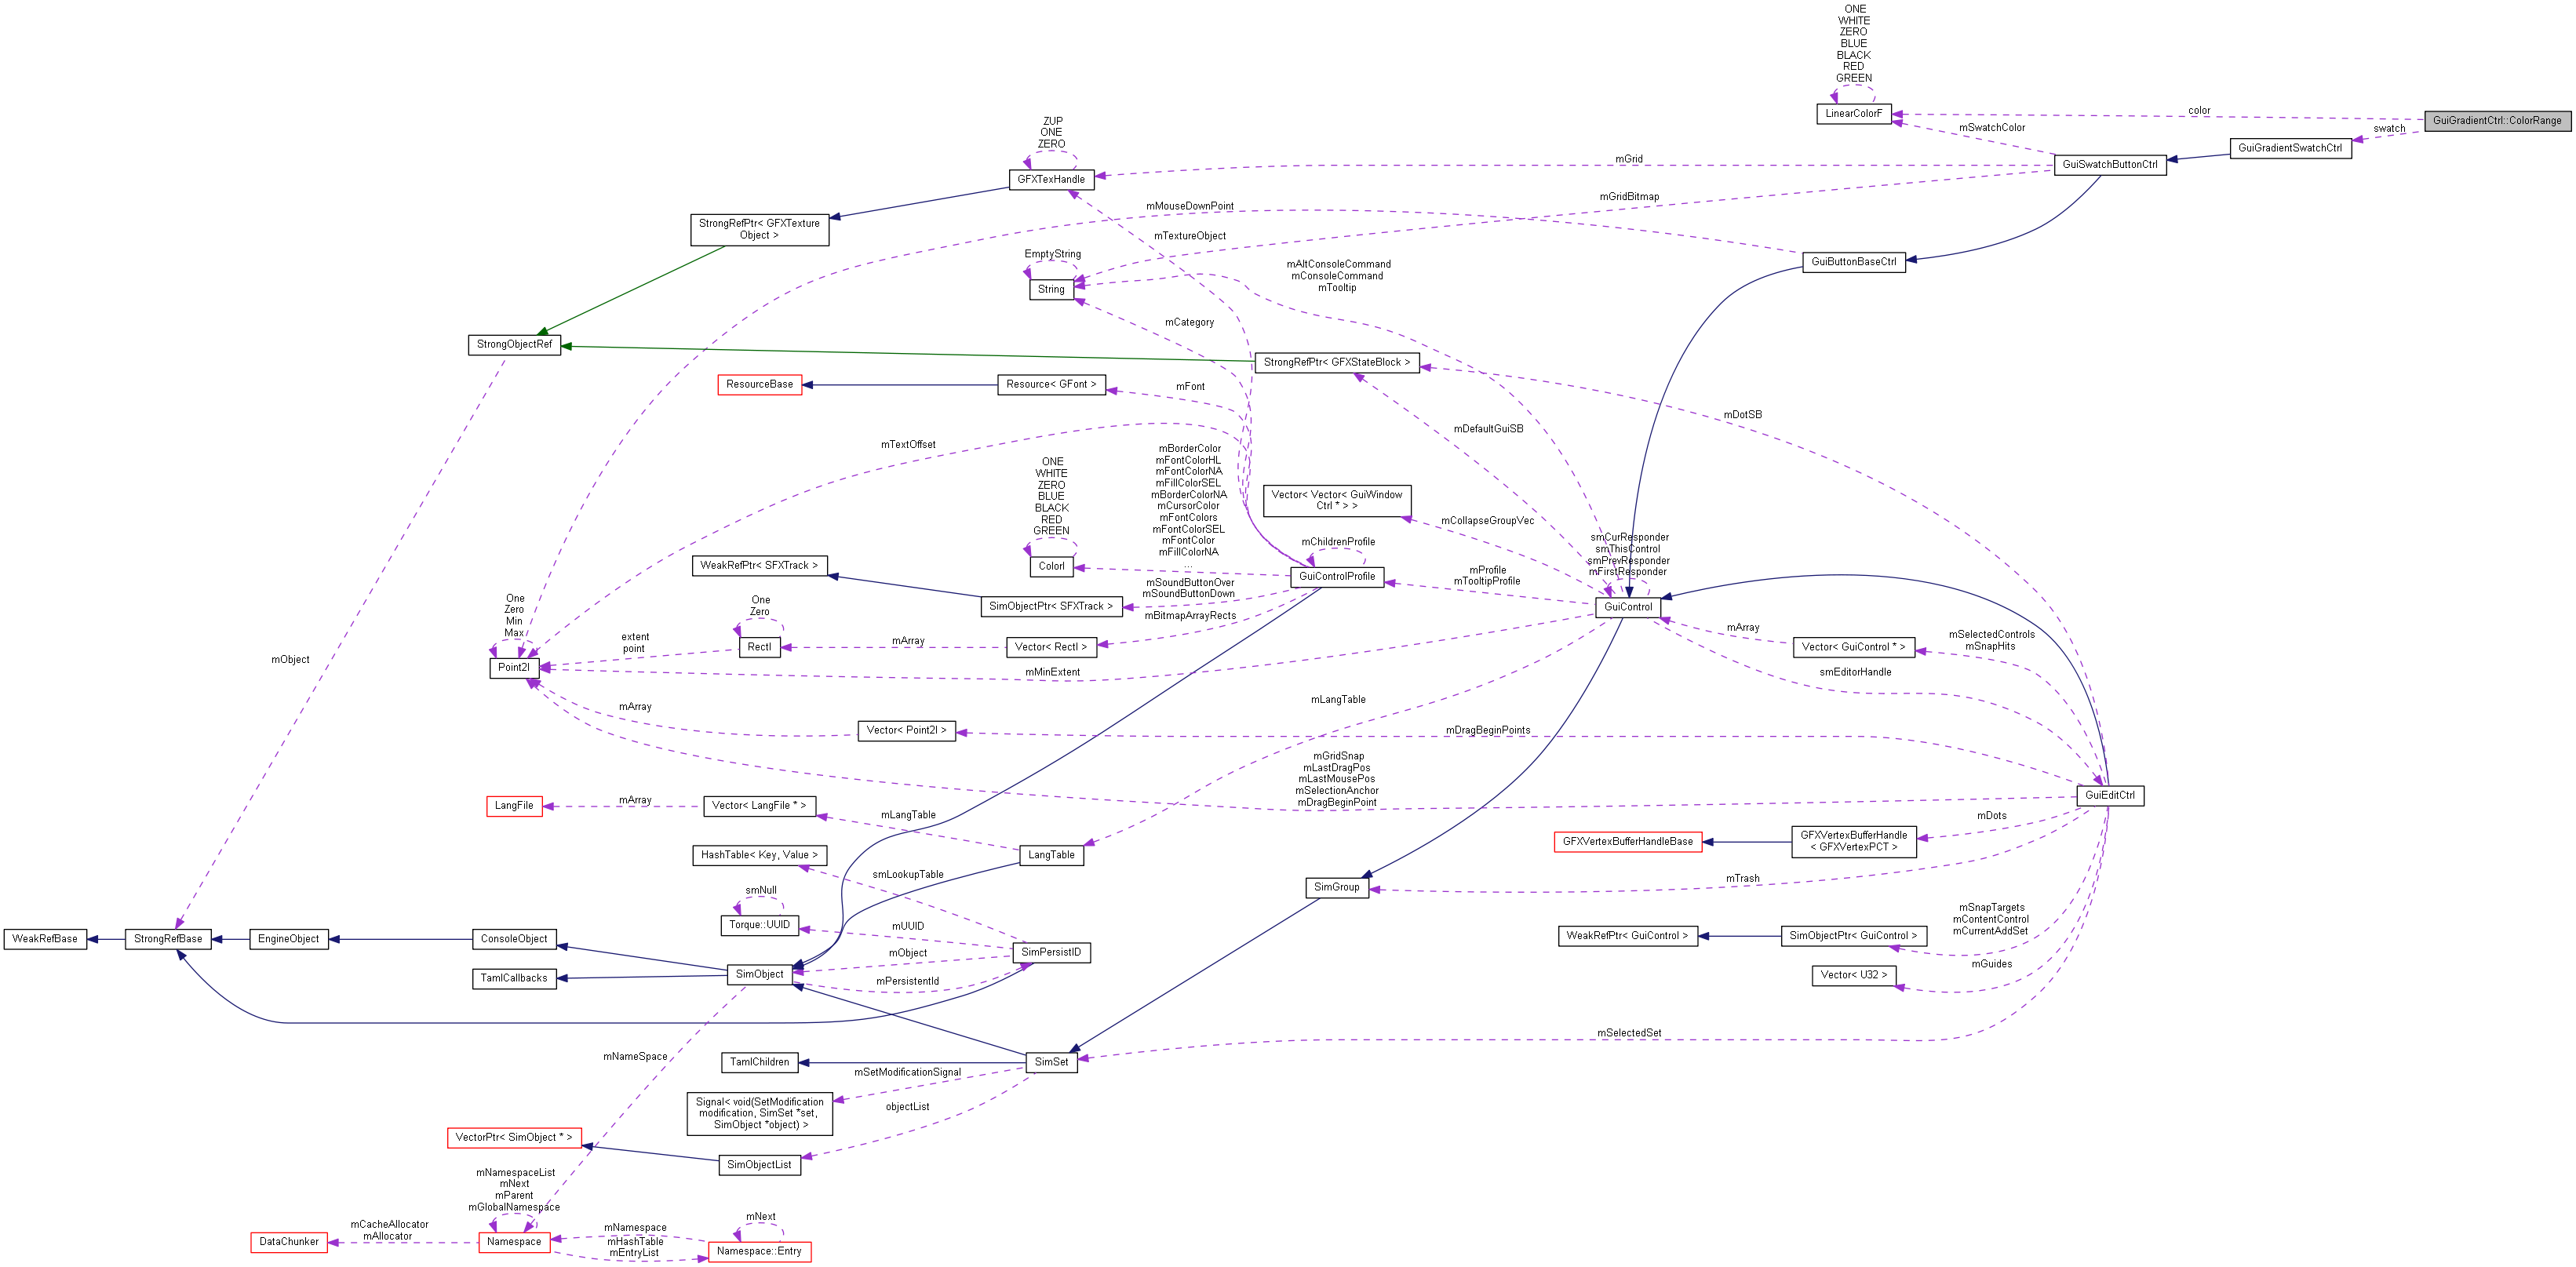 ONE
WHITE
ZERO
BLUE
BLACK
RED
GREEN
LinearColorF
color
GuiGradientCtrl::ColorRange
swatch
mSwatchColor
GuiGradientSwatchCtrl
GuiSwatchButtonCtrl
mGrid
mGridBitmap
ZUP
ONE
ZERO
GFXTexHandle
StrongRefPtr< GFXTexture
Object >
mMouseDownPoint
mTextureObject
EmptyString
String
mAltConsoleCommand
mConsoleCommand
mTooltip
GuiButtonBaseCtrl
mCategory
StrongObjectRef
StrongRefPtr< GFXStateBlock >
ResourceBase
Resource< GFont >
mFont
mDotSB
mDefaultGuiSB
mTextOffset
mBorderColor
mFontColorHL
mFontColorNA
mFillColorSEL
mBorderColorNA
mCursorColor
mFontColors
mFontColorSEL
mFontColor
mFillColorNA
...
ONE
WHITE
ZERO
BLUE
BLACK
RED
GREEN
ColorI
Vector< Vector< GuiWindow
Ctrl * > >
mCollapseGroupVec
mChildrenProfile
GuiControlProfile
smCurResponder
smThisControl
smPrevResponder
smFirstResponder
mProfile
mTooltipProfile
GuiControl
WeakRefPtr< SFXTrack >
SimObjectPtr< SFXTrack >
mSoundButtonOver
mSoundButtonDown
mBitmapArrayRects
One
Zero
Min
Max
Point2I
One
Zero
RectI
extent
point
mArray
Vector< RectI >
mMinExtent
mArray
Vector< GuiControl * >
mSelectedControls
mSnapHits
smEditorHandle
mObject
mLangTable
mArray
Vector< Point2I >
mDragBeginPoints
mGridSnap
mLastDragPos
mLastMousePos
mSelectionAnchor
mDragBeginPoint
GuiEditCtrl
LangFile
mArray
Vector< LangFile * >
mLangTable
LangTable
mDots
GFXVertexBufferHandleBase
GFXVertexBufferHandle
< GFXVertexPCT >
HashTable< Key, Value >
smLookupTable
mTrash
SimGroup
smNull
Torque::UUID
mUUID
mSnapTargets
mContentControl
mCurrentAddSet
WeakRefBase
StrongRefBase
EngineObject
ConsoleObject
SimPersistID
mObject
WeakRefPtr< GuiControl >
SimObjectPtr< GuiControl >
mGuides
TamlCallbacks
SimObject
mPersistentId
Vector< U32 >
mSelectedSet
mNameSpace
TamlChildren
SimSet
mSetModificationSignal
Signal< void(SetModification
modification, SimSet *set,
SimObject *object) >
objectList
VectorPtr< SimObject * >
SimObjectList
mNamespaceList
mNext
mParent
mGlobalNamespace
mCacheAllocator
mAllocator
DataChunker
Namespace
mNamespace
mHashTable
mEntryList
mNext
Namespace::Entry